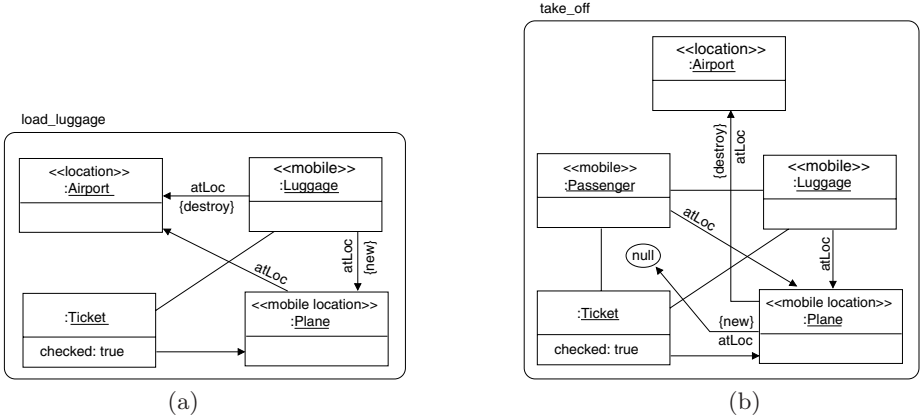 load_luggage
<<location>>
:Airport
atLoc
{destroy}
<<mobile>>
:Luggage
atLoc
{new}
atLoc
:Ticket
checked: true
<<mobile location>>
:Plane
(a)
take_off
<<location>>
:Airport
{destroy}
atLoc
<<mobile>>
:Passenger
<<mobile>>
:Luggage
atLoc
null
atLoc
:Ticket
checked: true
{new}
atLoc
<<mobile location>>
:Plane
(b)